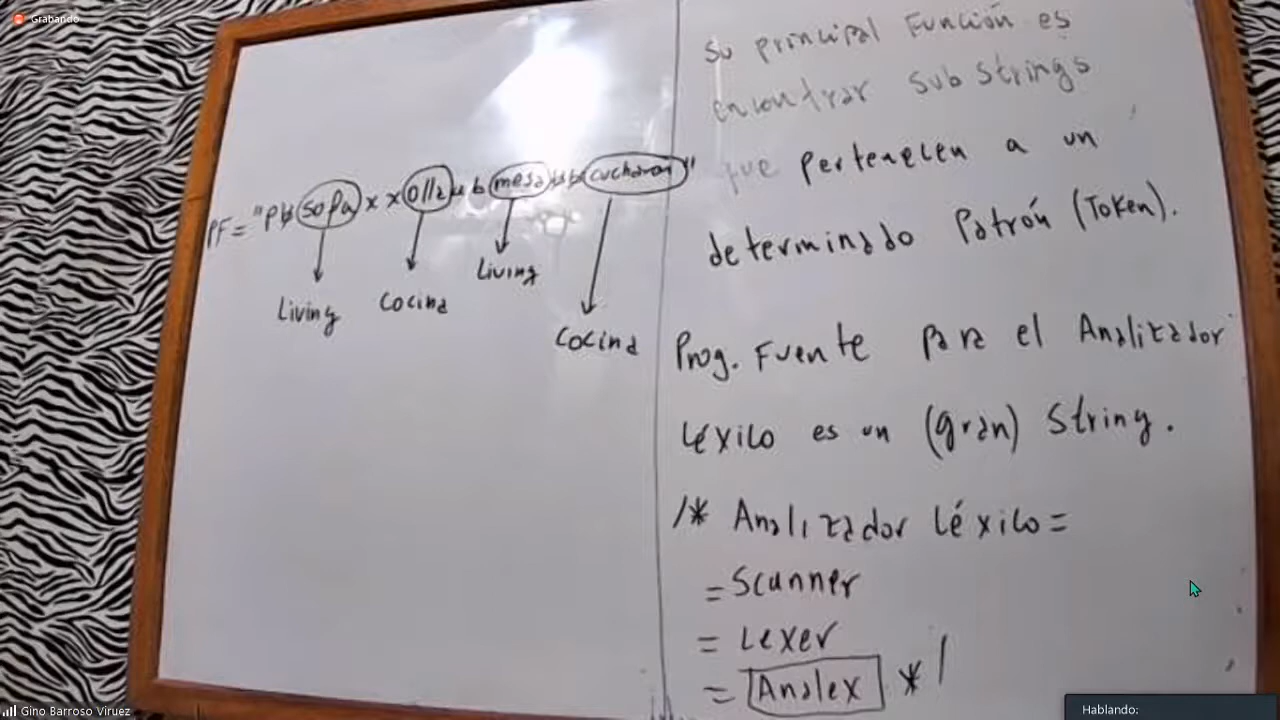 Grabando
PF = "pb sofa x x olla u b mesa u b cucharon"
Living
Cocina
Living
Cocina
su principal Función es
encontrar sub strings
que pertenecen a un
determinado Patrón (Token).
Prog. Fuente para el Analizador
Léxico es un (gran) String.
/* Analizador Léxico =
= Scanner
= Lexer
= Analex */
Gino Barroso Viruez
Hablando: